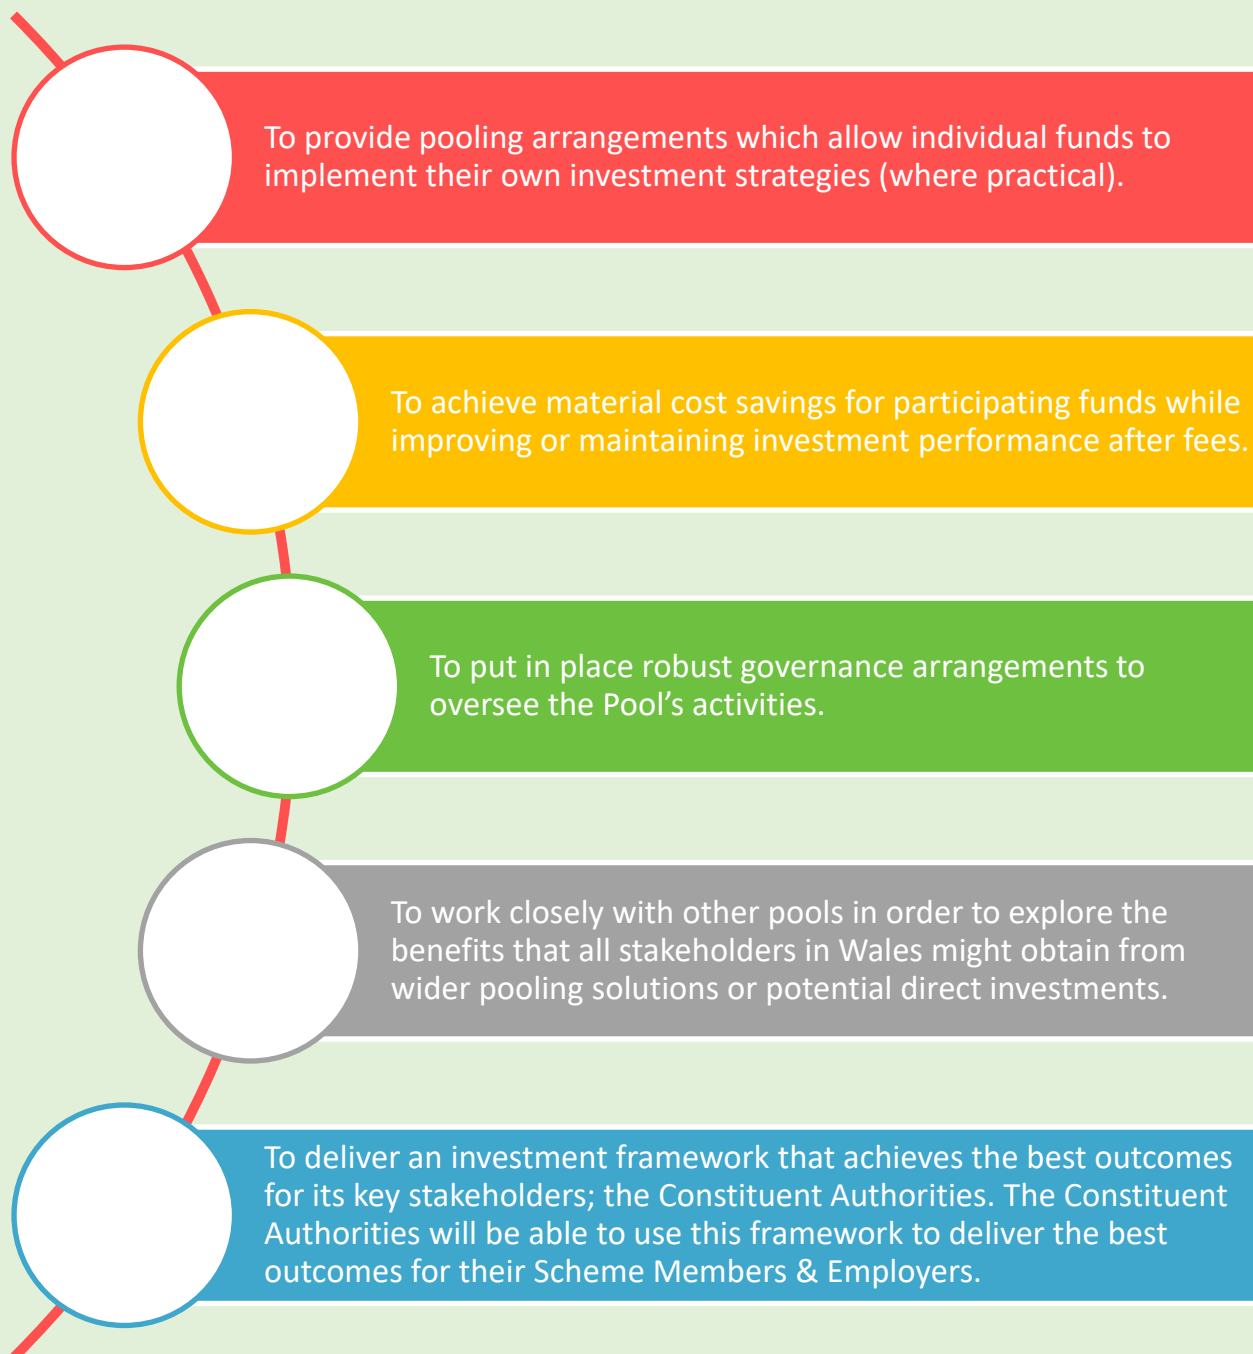 To provide pooling arrangements which allow individual funds to
implement their own investment strategies (where practical).
To achieve material cost savings for participating funds while
improving or maintaining investment performance after fees.
To put in place robust governance arrangements to
oversee the Pool’s activities.
To work closely with other pools in order to explore the
benefits that all stakeholders in Wales might obtain from
wider pooling solutions or potential direct investments.
To deliver an investment framework that achieves the best outcomes
for its key stakeholders; the Constituent Authorities. The Constituent
Authorities will be able to use this framework to deliver the best
outcomes for their Scheme Members & Employers.